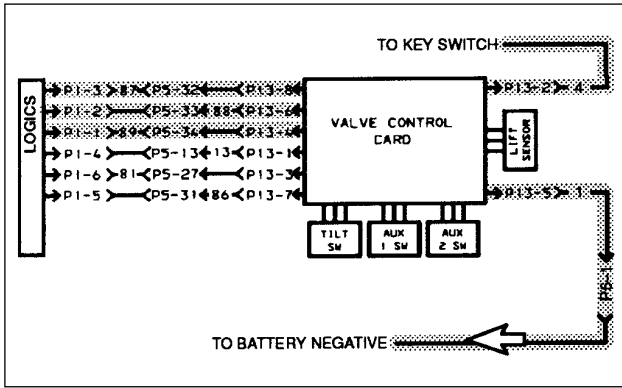 TO KEY SWITCH
P1-3 87 P5-32 P13-8
P1-2 P5-33 88 P13-6
P1-1 89 P5-34 P13-4
P1-4 P5-13 13 P13-1
P1-6 81 P5-27 P13-3
P1-5 P5-31 86 P13-7
LOGICS
VALVE CONTROL
CARD
P13-2 4
LIFT
SENSOR
P13-5 1
TILT
SW
AUX
1 SW
AUX
2 SW
P6-1
TO BATTERY NEGATIVE